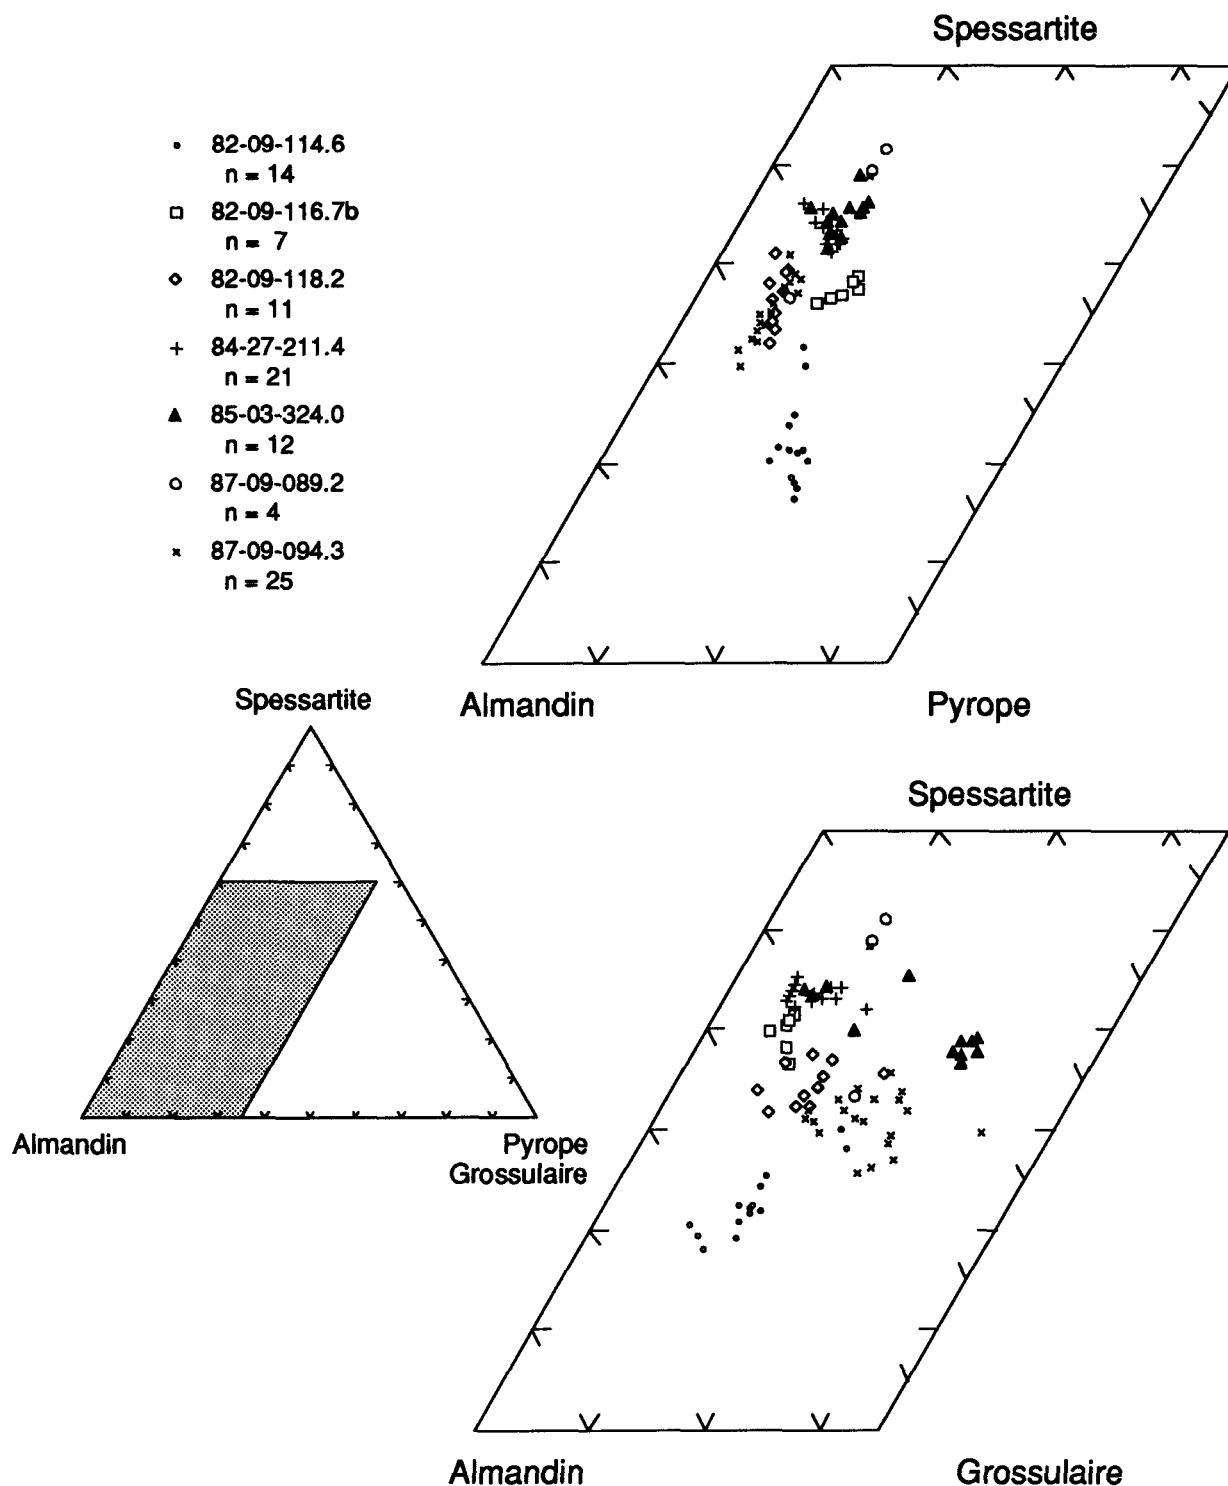 Spessartite
82-09-114.6
n = 14
82-09-116.7b
n = 7
82-09-118.2
n = 11
84-27-211.4
n = 21
85-03-324.0
n = 12
87-09-089.2
n = 4
87-09-094.3
n = 25
Almandin
Pyrope
Spessartite
Almandin
Pyrope
Grossulaire
Spessartite
Almandin
Grossulaire